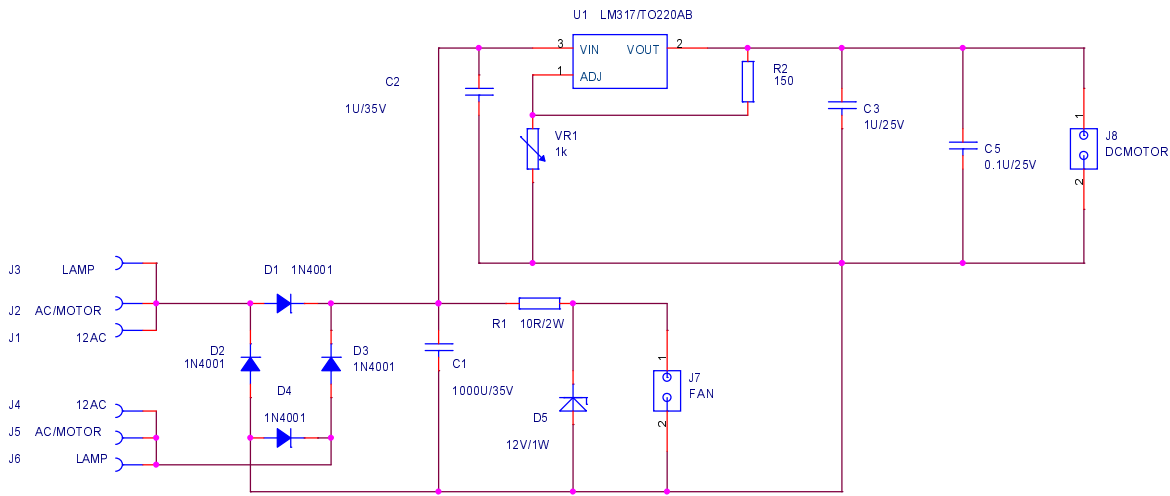 U1 LM317/TO220AB
3 VIN VOUT 2
1 ADJ
C2
1U/35V
R2
150
VR1
1k
C3
1U/25V
C5
0.1U/25V
1
J8
DCMOTOR
2
J3 LAMP
J2 AC/MOTOR
J1 12AC
D1 1N4001
D2
1N4001
D3
1N4001
D4
1N4001
R1 10R/2W
C1
1000U/35V
D5
12V/1W
1
J7
FAN
2
J4 12AC
J5 AC/MOTOR
J6 LAMP